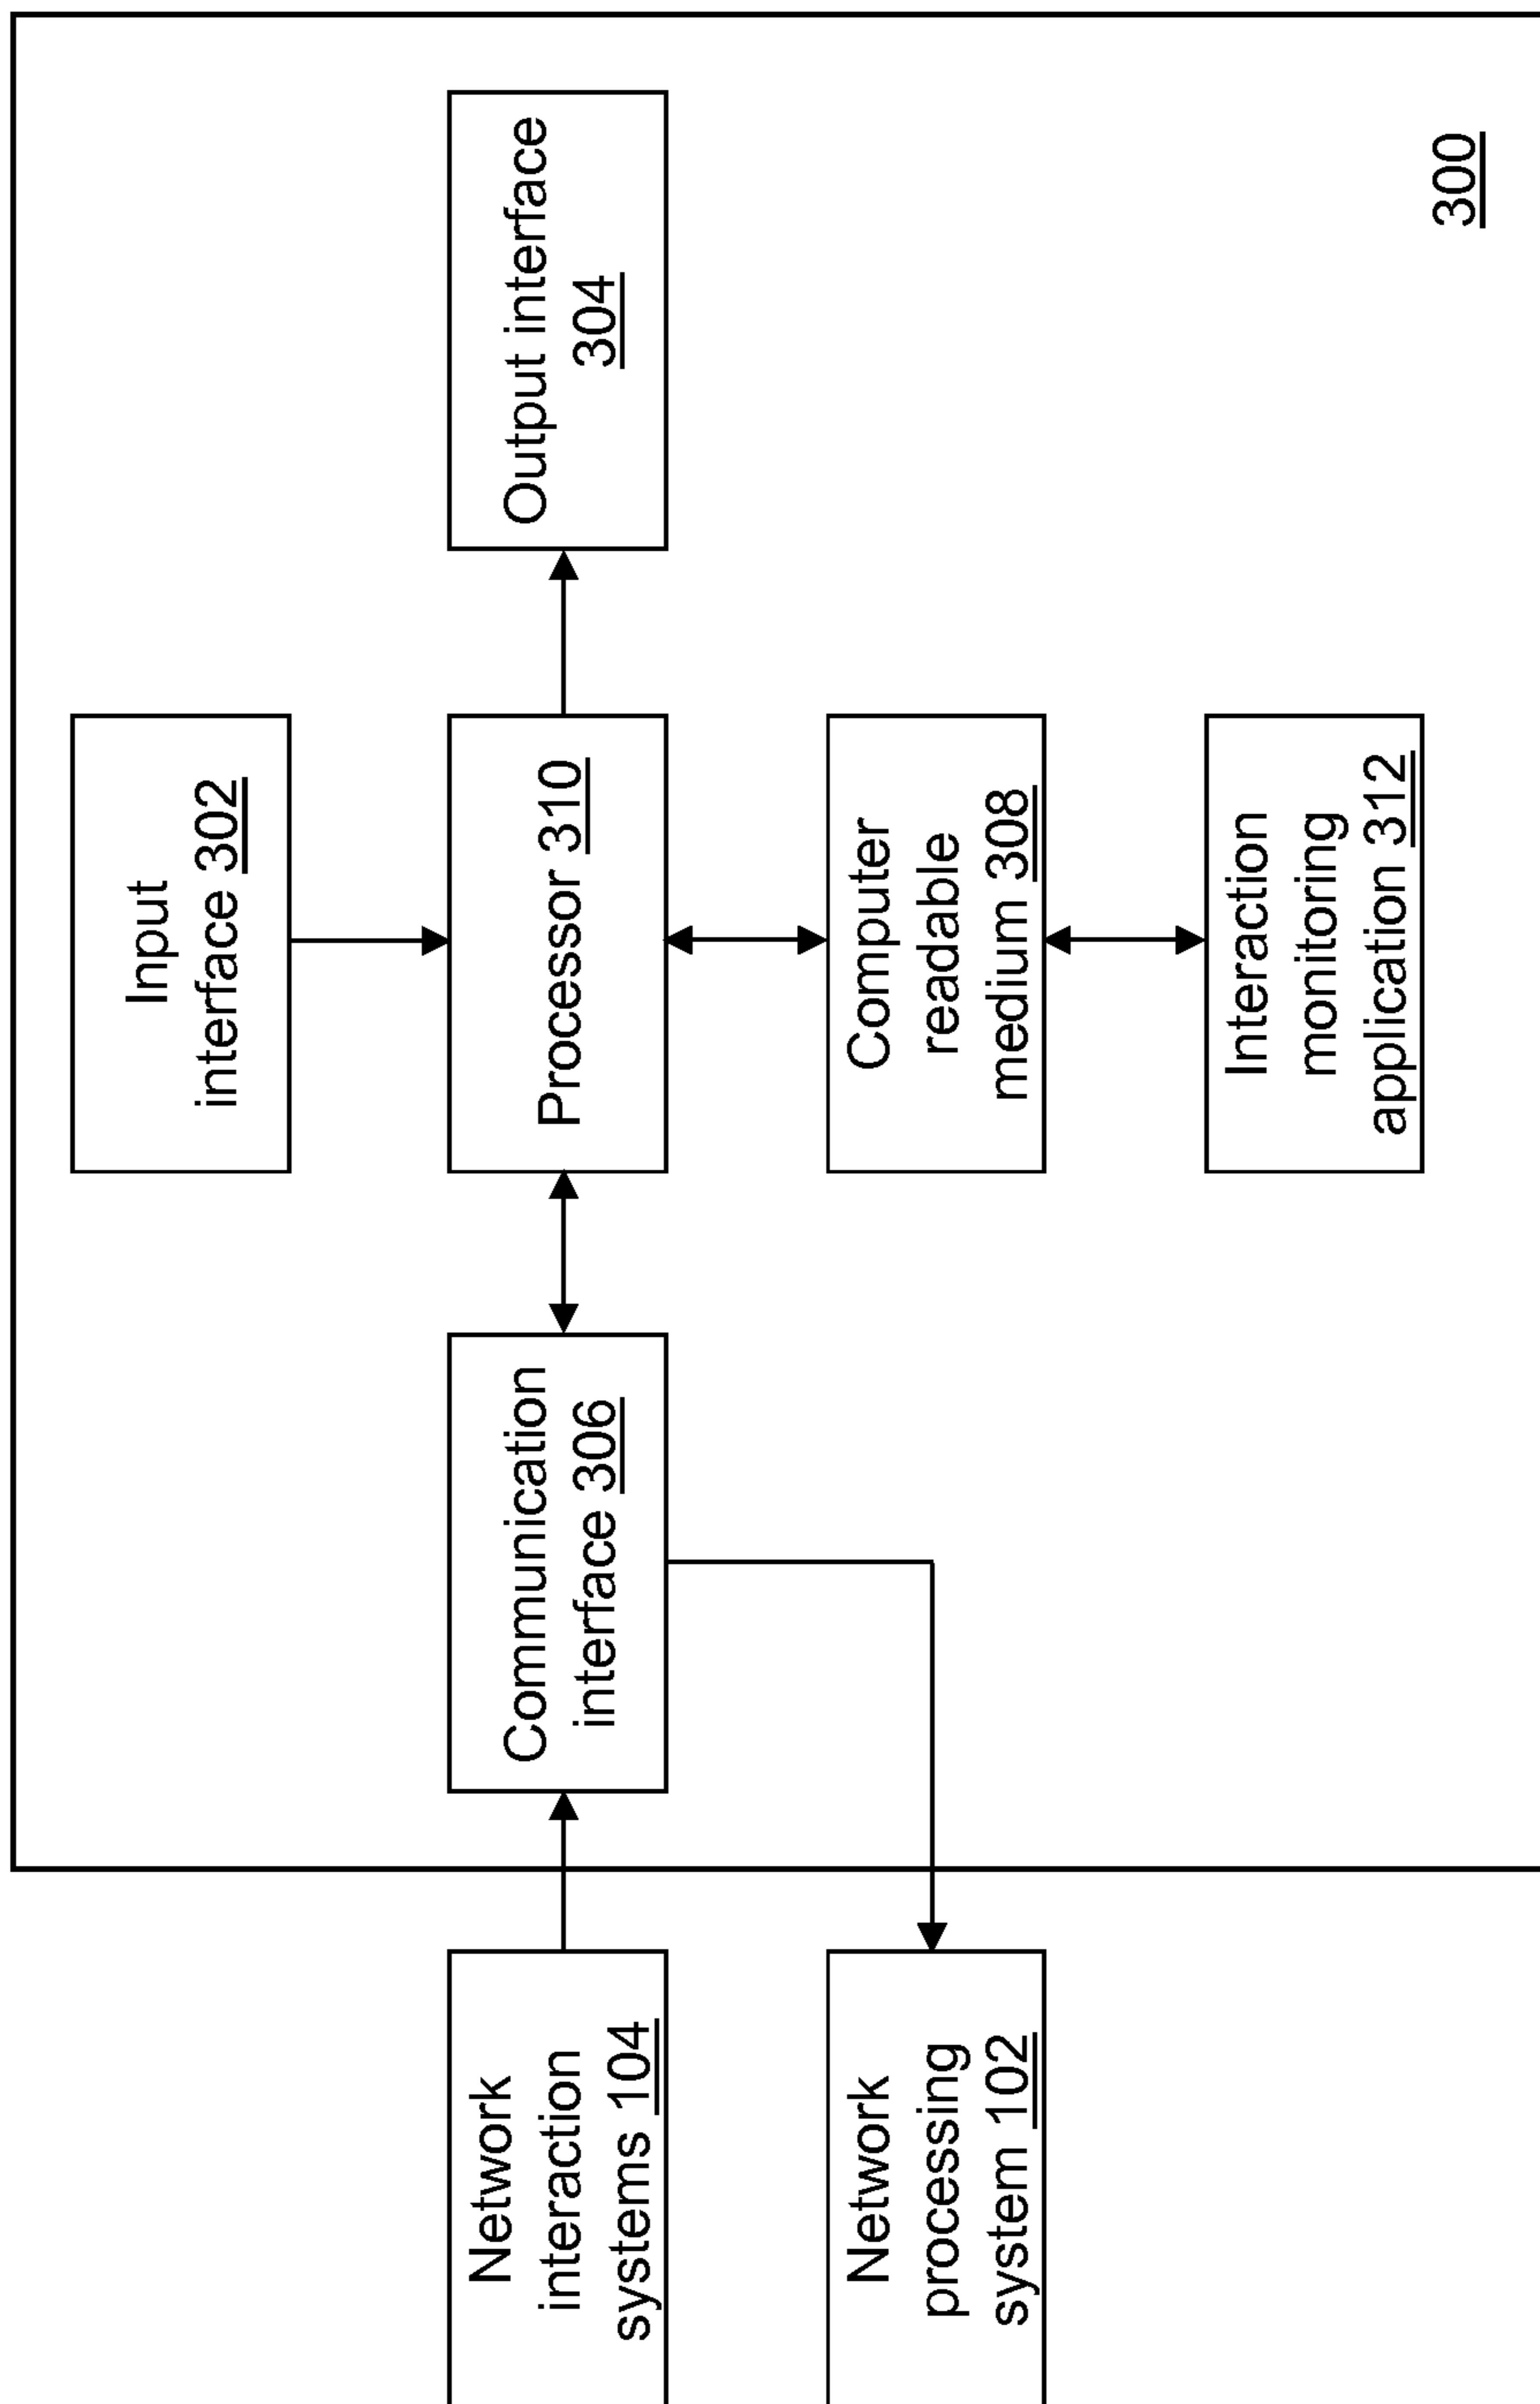 Input
interface 302
Network
interaction
systems 104
Communication
interface 306
Processor 310
Output interface
304
Network
processing
system 102
Computer
readable
medium 308
Interaction
monitoring
application 312
300